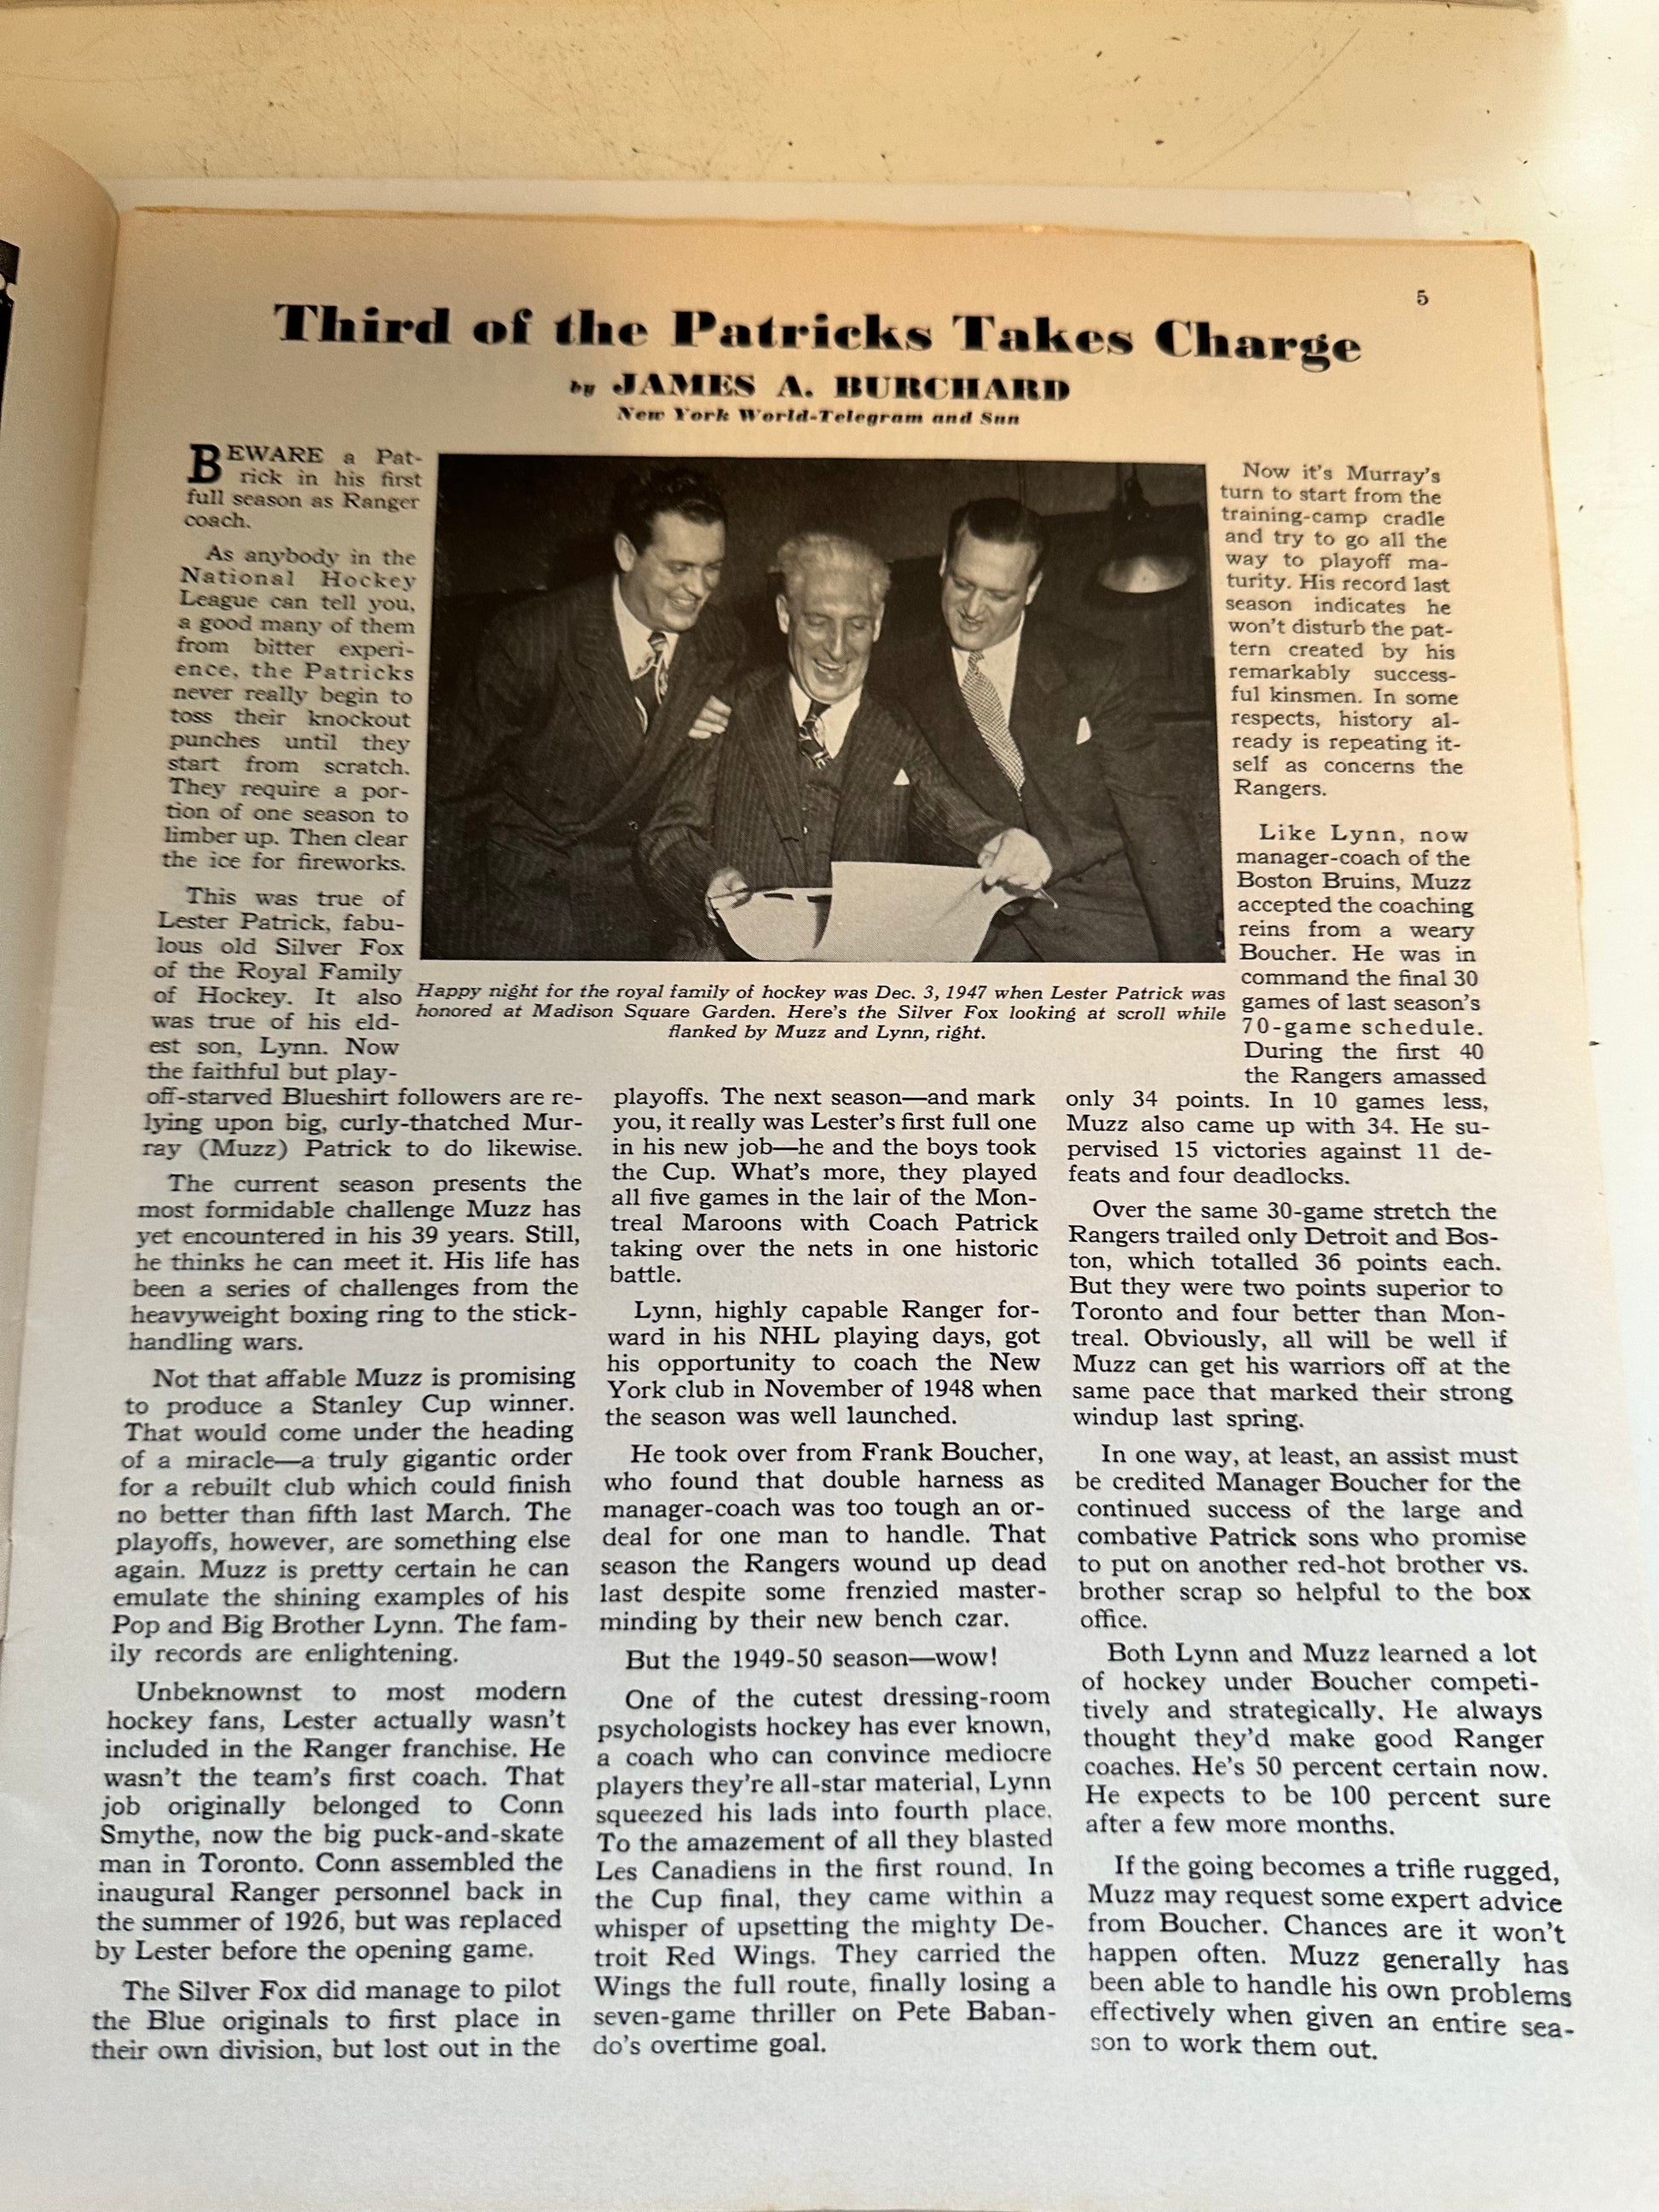 5
Third of the Patricks Takes Charge
by JAMES A. BURCHARD
New York World-Telegram and Sun
BEWARE a Pat-
rick in his first
full season as Ranger
coach.
As anybody in the
National Hockey
League can tell you,
a good many of them
from bitter experi-
ence, the Patricks
never really begin to
toss their knockout
punches until they
start from scratch.
They require a por-
tion of one season to
limber up. Then clear
the ice for fireworks.
This was true of
Lester Patrick, fabu-
lous old Silver Fox
of the Royal Family
of Hockey. It also
was true of his eld-
est son, Lynn. Now
the faithful but play-
off-starved Blueshirt followers are re-
lying upon big, curly-thatched Mur-
ray (Muzz) Patrick to do likewise.
The current season presents the
most formidable challenge Muzz has
yet encountered in his 39 years. Still,
he thinks he can meet it. His life has
been a series of challenges from the
heavyweight boxing ring to the stick-
handling wars.
Not that affable Muzz is promising
to produce a Stanley Cup winner.
That would come under the heading
of a miracle—a truly gigantic order
for a rebuilt club which could finish
no better than fifth last March. The
playoffs, however, are something else
again. Muzz is pretty certain he can
emulate the shining examples of his
Pop and Big Brother Lynn. The fam-
ily records are enlightening.
Unbeknownst to most modern
hockey fans, Lester actually wasn't
included in the Ranger franchise. He
wasn't the team's first coach. That
job originally belonged to Conn
Smythe, now the big puck-and-skate
man in Toronto. Conn assembled the
inaugural Ranger personnel back in
the summer of 1926, but was replaced
by Lester before the opening game.
The Silver Fox did manage to pilot
the Blue originals to first place in
their own division, but lost out in the
Happy night for the royal family of hockey was Dec. 3, 1947 when Lester Patrick was
honored at Madison Square Garden. Here's the Silver Fox looking at scroll while
flanked by Muzz and Lynn, right.
playoffs. The next season—and mark
you, it really was Lester's first full one
in his new job—he and the boys took
the Cup. What's more, they played
all five games in the lair of the Mon-
treal Maroons with Coach Patrick
taking over the nets in one historic
battle.
Lynn, highly capable Ranger for-
ward in his NHL playing days, got
his opportunity to coach the New
York club in November of 1948 when
the season was well launched.
He took over from Frank Boucher,
who found that double harness as
manager-coach was too tough an or-
deal for one man to handle. That
season the Rangers wound up dead
last despite some frenzied master-
minding by their new bench czar.
But the 1949-50 season—wow!
One of the cutest dressing-room
psychologists hockey has ever known,
a coach who can convince mediocre
players they're all-star material, Lynn
squeezed his lads into fourth place.
To the amazement of all they blasted
Les Canadiens in the first round. In
the Cup final, they came within a
whisper of upsetting the mighty De-
troit Red Wings. They carried the
Wings the full route, finally losing a
seven-game thriller on Pete Baban-
do's overtime goal.
Now it's Murray's
turn to start from the
training-camp cradle
and try to go all the
way to playoff ma-
turity. His record last
season indicates he
won't disturb the pat-
tern created by his
remarkably success-
ful kinsmen. In some
respects, history al-
ready is repeating it-
self as concerns the
Rangers.
Like Lynn, now
manager-coach of the
Boston Bruins, Muzz
accepted the coaching
reins from a weary
Boucher. He was in
command the final 30
games of last season's
70-game schedule.
During the first 40
the Rangers amassed
only 34 points. In 10 games less,
Muzz also came up with 34. He su-
pervised 15 victories against 11 de-
feats and four deadlocks.
Over the same 30-game stretch the
Rangers trailed only Detroit and Bos-
ton, which totalled 36 points each.
But they were two points superior to
Toronto and four better than Mon-
treal. Obviously, all will be well if
Muzz can get his warriors off at the
same pace that marked their strong
windup last spring.
In one way, at least, an assist must
be credited Manager Boucher for the
continued success of the large and
combative Patrick sons who promise
to put on another red-hot brother vs.
brother scrap so helpful to the box
office.
Both Lynn and Muzz learned a lot
of hockey under Boucher competi-
tively and strategically. He always
thought they'd make good Ranger
coaches. He's 50 percent certain now.
He expects to be 100 percent sure
after a few more months.
If the going becomes a trifle rugged,
Muzz may request some expert advice
from Boucher. Chances are it won't
happen often. Muzz generally has
been able to handle his own problems
effectively when given an entire sea-
son to work them out.